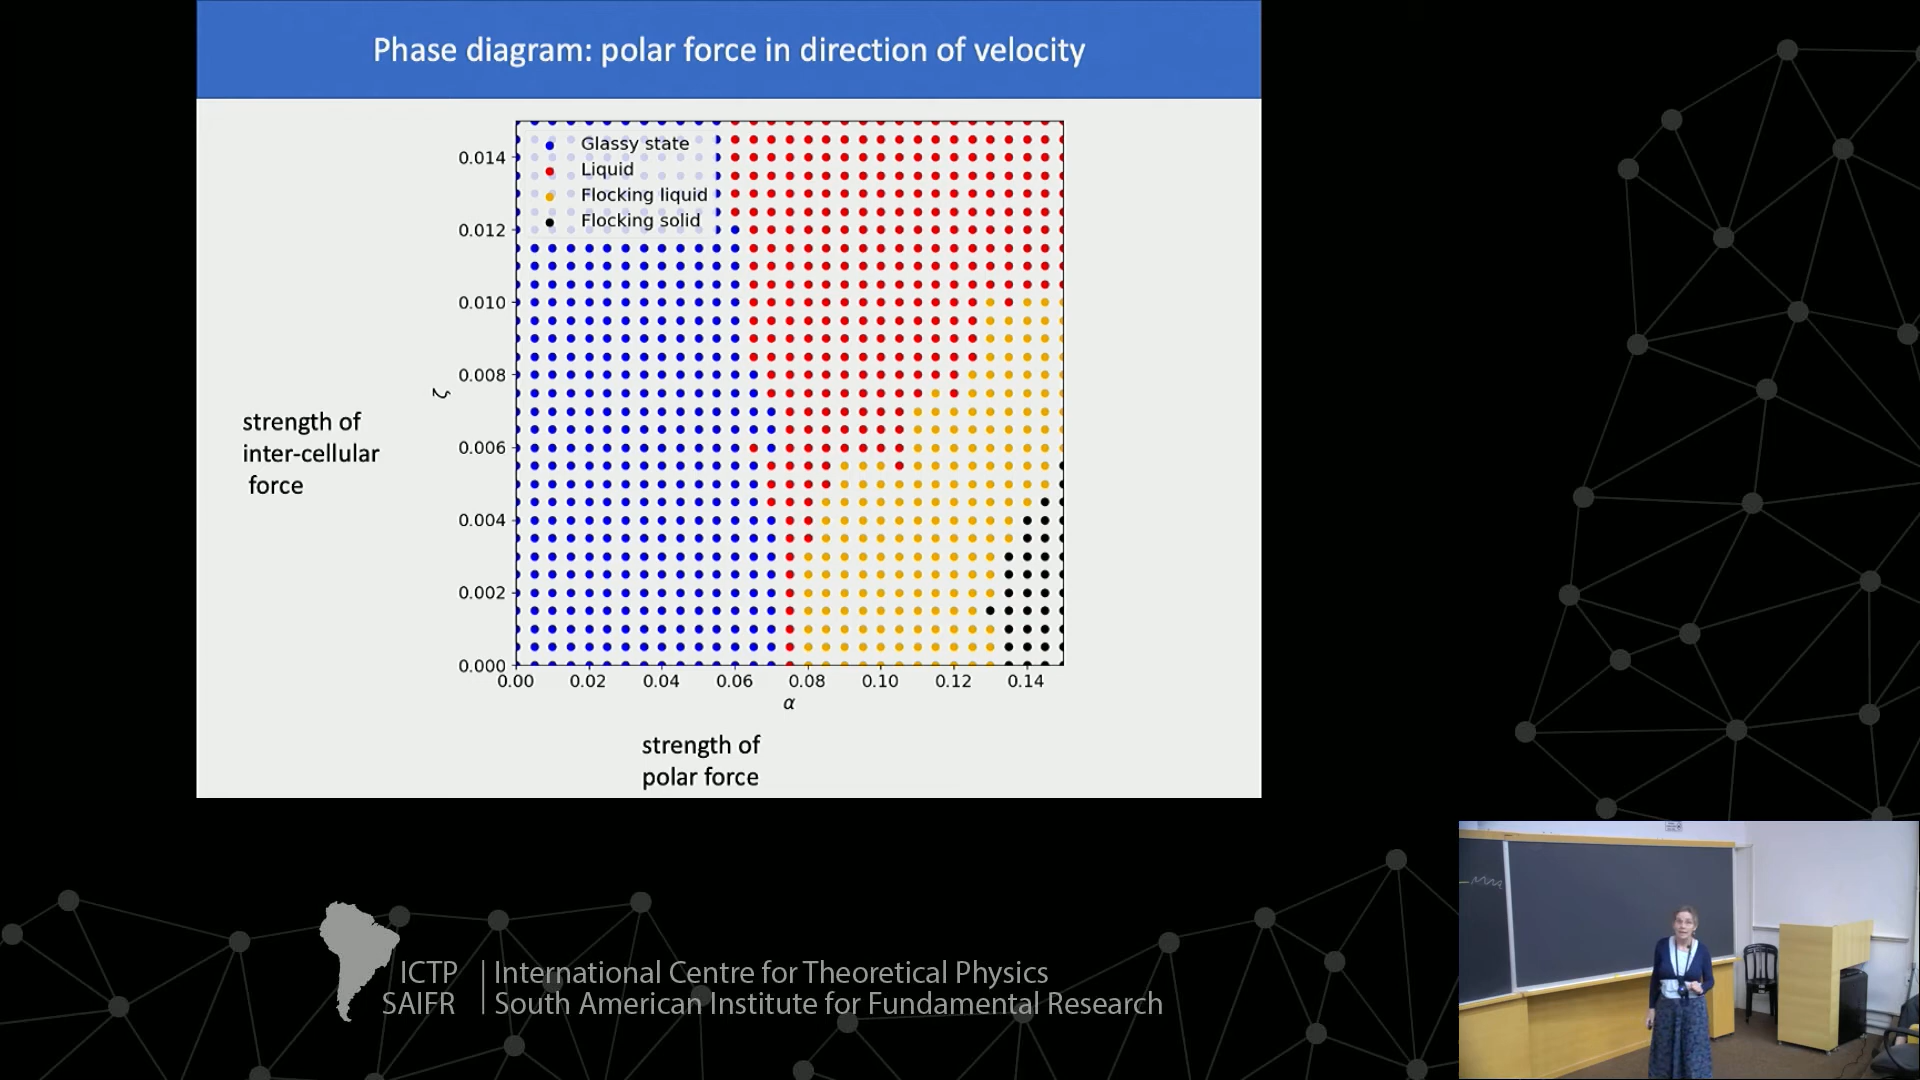 Phase diagram: polar force in direction of velocity
Glassy state
Liquid
Flocking liquid
Flocking solid
0.014
0.012
0.010
0.008
0.006
0.004
0.002
0.000
ζ
strength of
inter-cellular
force
0.00 0.02 0.04 0.06 0.08 0.10 0.12 0.14
α
strength of
polar force
ICTP
SAIFR
International Centre for Theoretical Physics
South American Institute for Fundamental Research